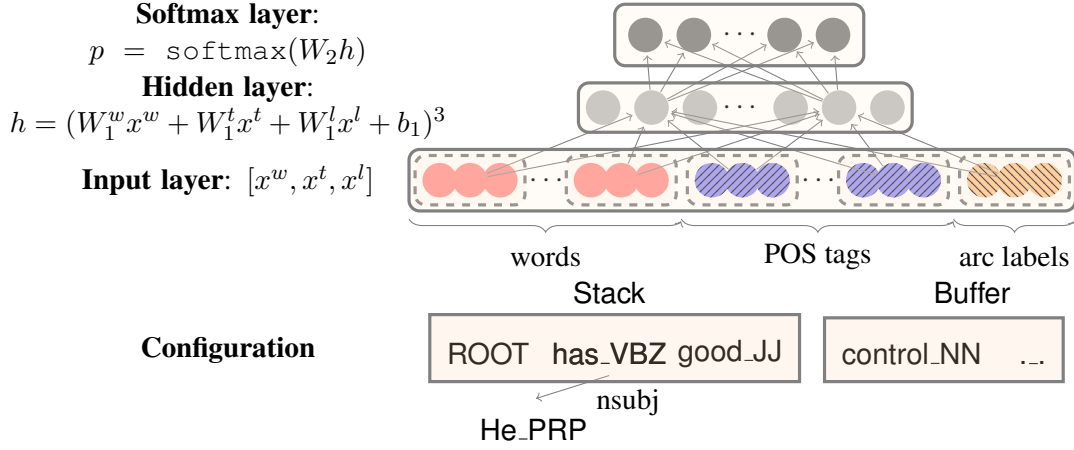 Softmax layer:
p = softmax(W₂h)
···
Hidden layer:
h = (W₁ʷxʷ + W₁ᵗxᵗ + W₁ˡxˡ + b₁)³
···
Input layer: [xʷ, xᵗ, xˡ]
··· ···
words POS tags arc labels
Stack Buffer
Configuration ROOT has_VBZ good_JJ control_NN ._.
nsubj
He_PRP